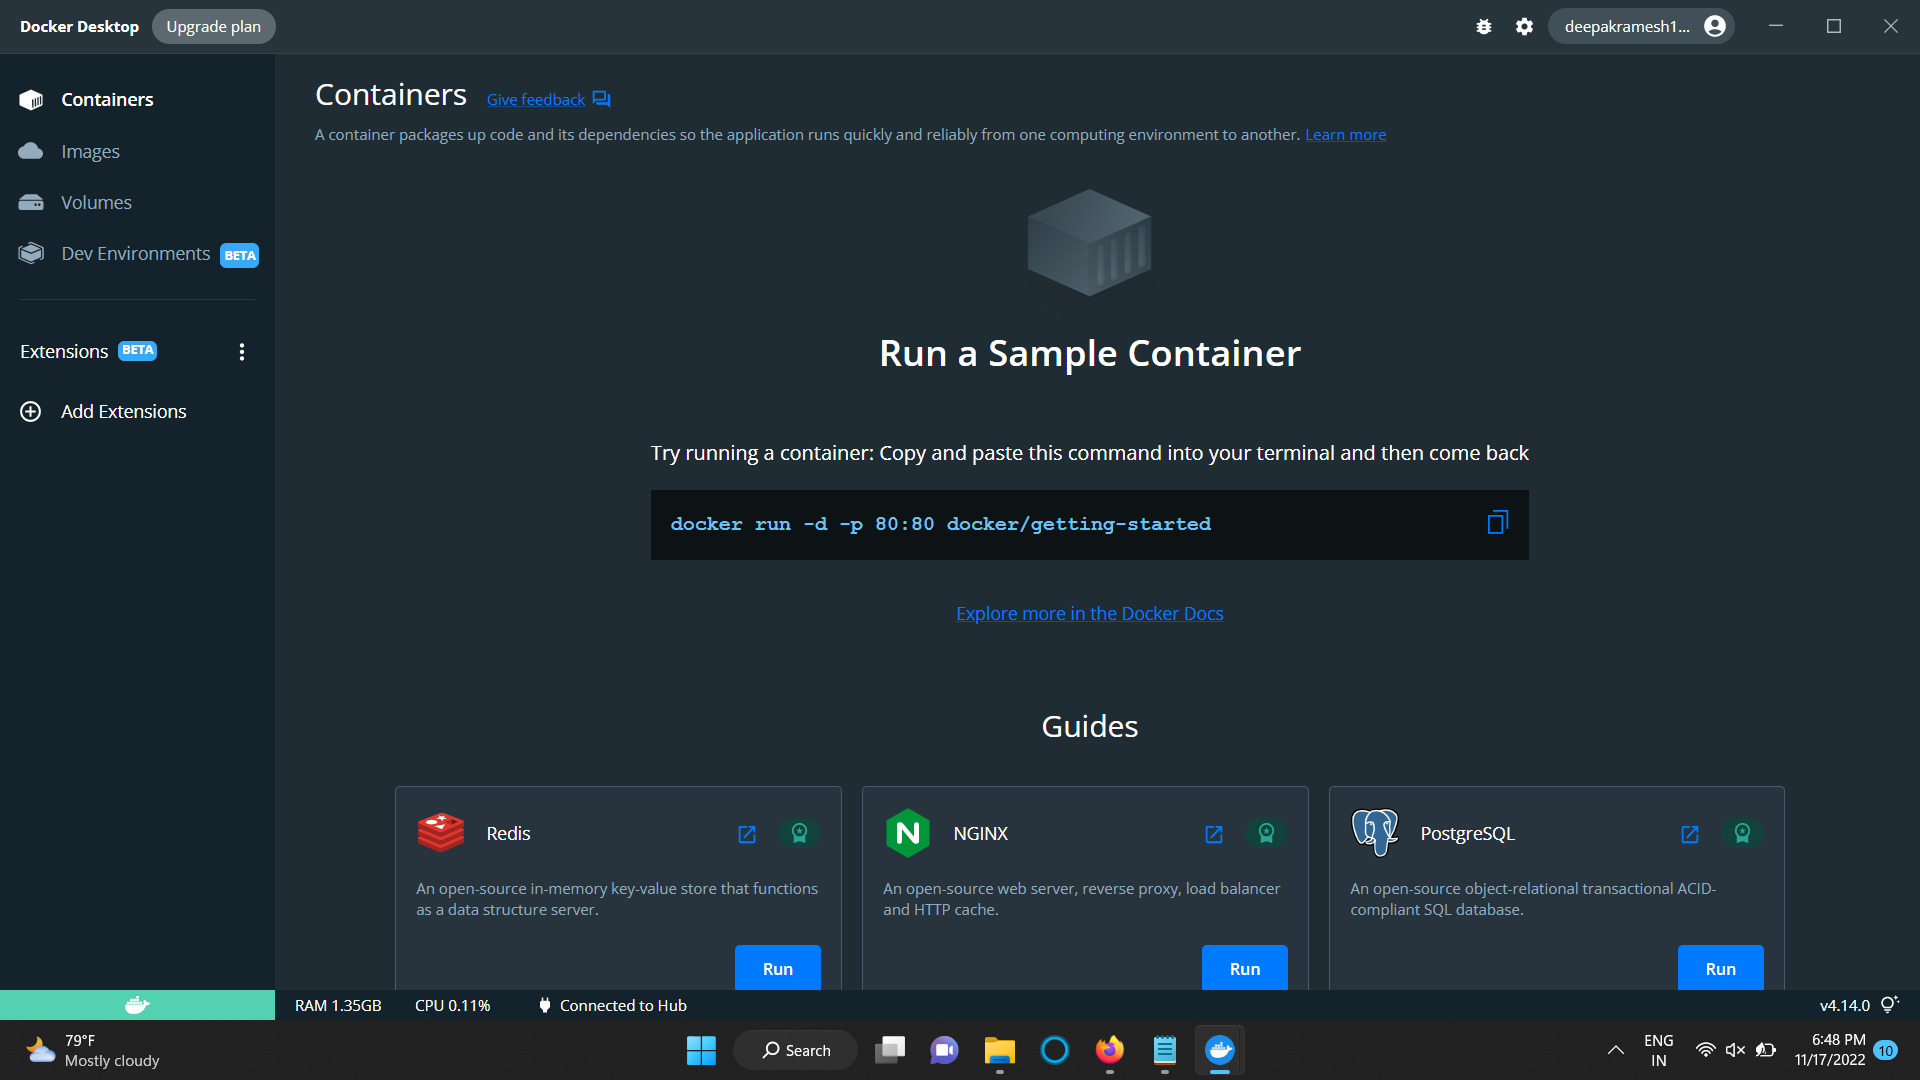 Docker Desktop
Upgrade plan
deepakramesh1...
Containers
Images
Volumes
Dev Environments BETA
Extensions BETA
Add Extensions
Containers
Give feedback
A container packages up code and its dependencies so the application runs quickly and reliably from one computing environment to another. Learn more
Run a Sample Container
Try running a container: Copy and paste this command into your terminal and then come back
docker run -d -p 80:80 docker/getting-started
Explore more in the Docker Docs
Guides
Redis
An open-source in-memory key-value store that functions
as a data structure server.
Run
NGINX
An open-source web server, reverse proxy, load balancer
and HTTP cache.
Run
PostgreSQL
An open-source object-relational transactional ACID-
compliant SQL database.
Run
RAM 1.35GB
CPU 0.11%
Connected to Hub
v4.14.0
79°F
Mostly cloudy
Search
ENG
IN
6:48 PM
11/17/2022
10